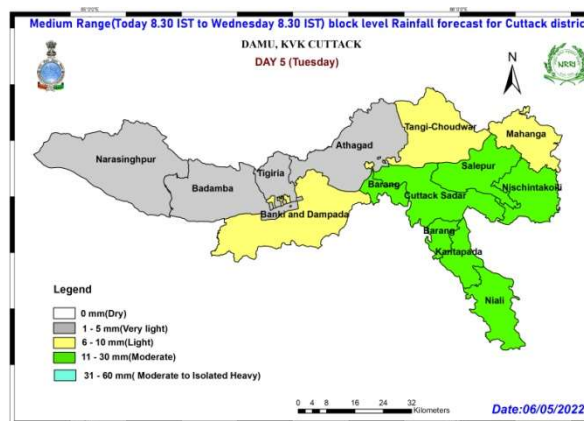 Medium Range(Today 8.30 IST to Wednesday 8.30 IST) block level Rainfall forecast for Cuttack distric
DAMU, KVK CUTTACK
DAY 5 (Tuesday)
N
NRRI
Tangi-Choudwar
Mahanga
Athagad
Narasinghpur
Tigiria
Salepur
Badamba
Barang
Nischintakoili
Cuttack Sadar
Banki and Dampada
Barang
Kantapada
Niali
Legend
0 mm(Dry)
1 - 5 mm(Very light)
6 - 10 mm(Light)
11 - 30 mm(Moderate)
31 - 60 mm( Moderate to Isolated Heavy)
0 4 8 16 24 32
Kilometers
Date:06/05/2022